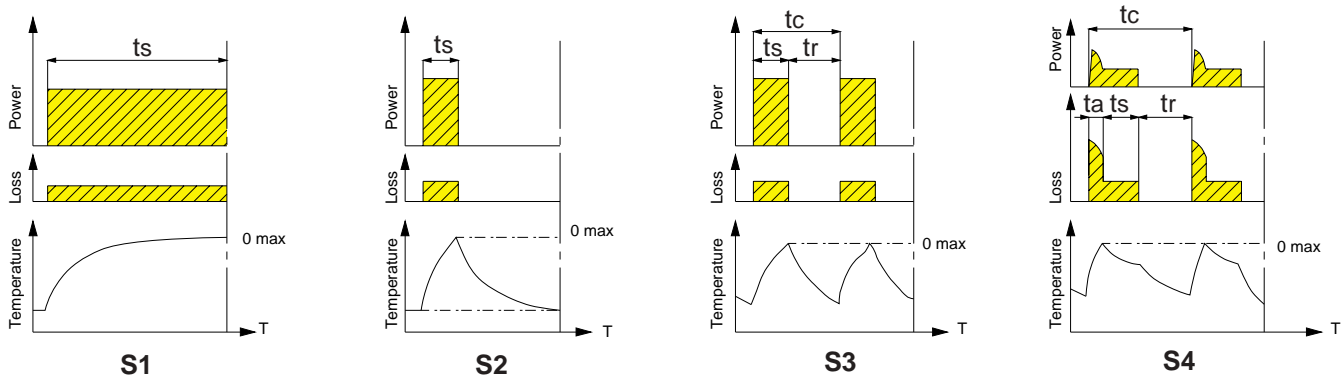 ts
Power
Loss
Temperature
0 max
T
S1
ts
Power
Loss
Temperature
0 max
T
S2
tc
ts tr
Power
Loss
Temperature
0 max
T
S3
tc
Power
ta ts tr
Loss
Temperature
0 max
T
S4